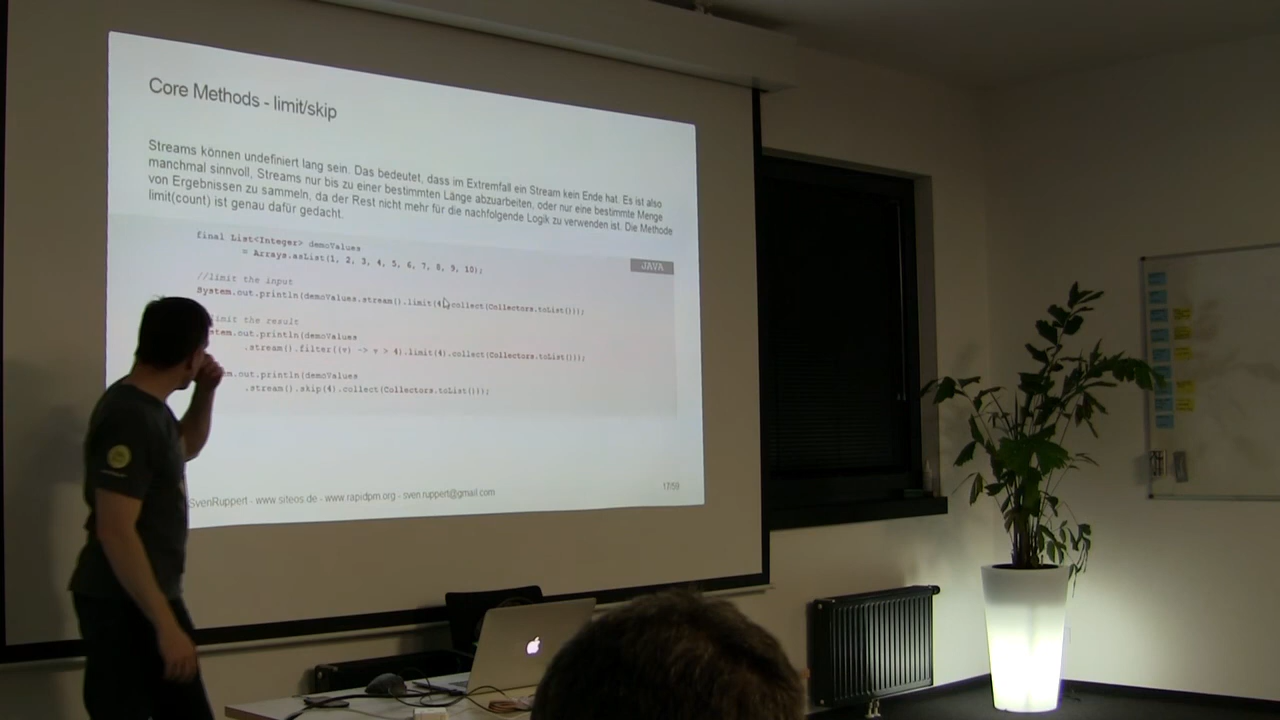 Core Methods - limit/skip
Streams können undefiniert lang sein. Das bedeutet, dass im Extremfall ein Stream kein Ende hat. Es ist also
manchmal sinnvoll, Streams nur bis zu einer bestimmten Länge abzuarbeiten, oder nur eine bestimmte Menge
von Ergebnissen zu sammeln, da der Rest nicht mehr für die nachfolgende Logik zu verwenden ist. Die Methode
limit(count) ist genau dafür gedacht.
JAVA
final List<Integer> demoValues
= Arrays.asList(1, 2, 3, 4, 5, 6, 7, 8, 9, 10);
//limit the input
System.out.println(demoValues.stream().limit(4).collect(Collectors.toList()));
limit the result
stem.out.println(demoValues
.stream().filter((v) -> v > 4).limit(4).collect(Collectors.toList()));
em.out.println(demoValues
.stream().skip(4).collect(Collectors.toList()));
SvenRuppert - www.siteos.de - www.rapidpm.org - sven.ruppert@gmail.com